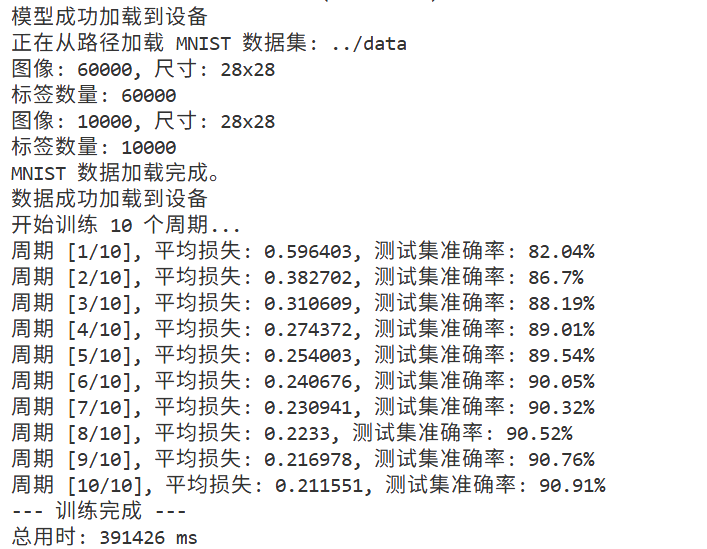 模型成功加载到设备
正在从路径加载 MNIST 数据集: ../data
图像: 60000, 尺寸: 28x28
标签数量: 60000
图像: 10000, 尺寸: 28x28
标签数量: 10000
MNIST 数据加载完成。
数据成功加载到设备
开始训练 10 个周期...
周期 [1/10], 平均损失: 0.596403, 测试集准确率: 82.04%
周期 [2/10], 平均损失: 0.382702, 测试集准确率: 86.7%
周期 [3/10], 平均损失: 0.310609, 测试集准确率: 88.19%
周期 [4/10], 平均损失: 0.274372, 测试集准确率: 89.01%
周期 [5/10], 平均损失: 0.254003, 测试集准确率: 89.54%
周期 [6/10], 平均损失: 0.240676, 测试集准确率: 90.05%
周期 [7/10], 平均损失: 0.230941, 测试集准确率: 90.32%
周期 [8/10], 平均损失: 0.2233, 测试集准确率: 90.52%
周期 [9/10], 平均损失: 0.216978, 测试集准确率: 90.76%
周期 [10/10], 平均损失: 0.211551, 测试集准确率: 90.91%
--- 训练完成 ---
总用时: 391426 ms